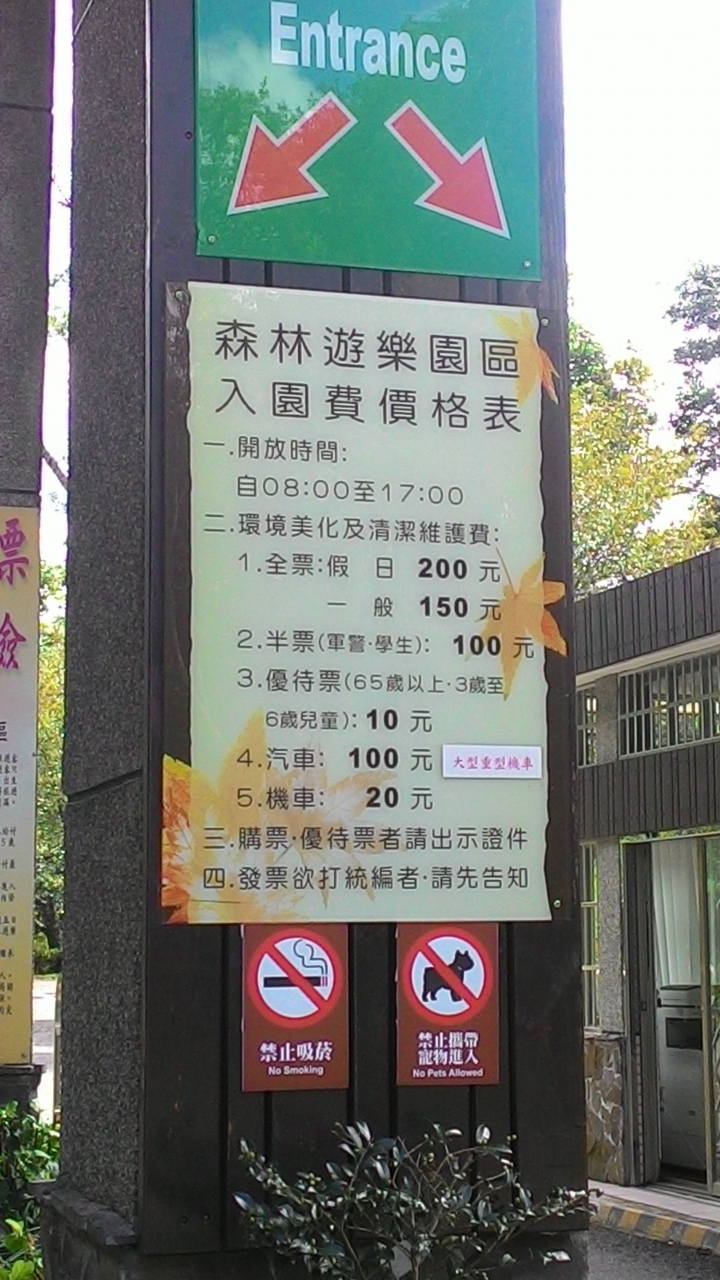 Entrance
森林遊樂園區
入園費價格表
一.開放時間:
自08:00至17:00
二.環境美化及清潔維護費:
1.全票:假 日 200 元
一 般 150 元
2.半票(軍警·學生): 100 元
3.優待票(65歲以上·3歲至
6歲兒童): 10 元
4.汽車: 100 元 大型重型機車
5.機車: 20 元
三.購票·優待票者請出示證件
四.發票欲打統編者·請先告知
禁止吸菸
No Smoking
禁止攜帶
寵物進入
No Pets Allowed
票